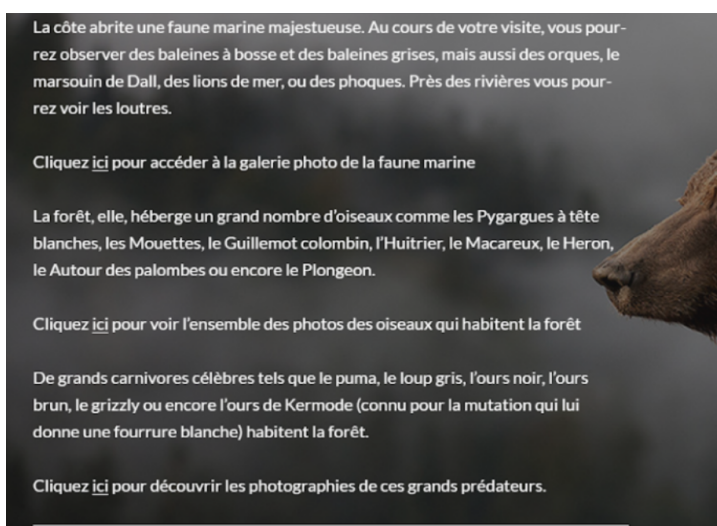 La côte abrite une faune marine majestueuse. Au cours de votre visite, vous pour-
rez observer des baleines à bosse et des baleines grises, mais aussi des orques, le
marsouin de Dall, des lions de mer, ou des phoques. Près des rivières vous pour-
rez voir les loutres.
Cliquez ici pour accéder à la galerie photo de la faune marine
La forêt, elle, héberge un grand nombre d'oiseaux comme les Pygargues à tête
blanches, les Mouettes, le Guillemot colombin, l'Huitrier, le Macareux, le Heron,
le Autour des palombes ou encore le Plongeon.
Cliquez ici pour voir l'ensemble des photos des oiseaux qui habitent la forêt
De grands carnivores célèbres tels que le puma, le loup gris, l'ours noir, l'ours
brun, le grizzly ou encore l'ours de Kermode (connu pour la mutation qui lui
donne une fourrure blanche) habitent la forêt.
Cliquez ici pour découvrir les photographies de ces grands prédateurs.